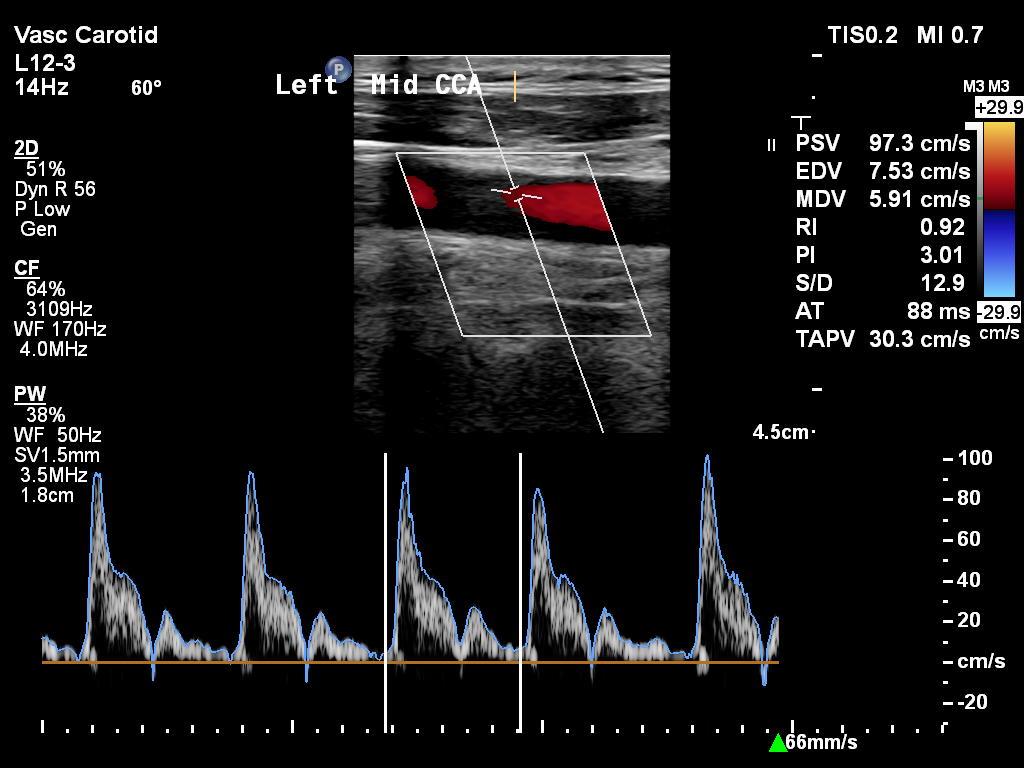 Vasc Carotid
TIS0.2 MI 0.7
L12-3
14Hz 60°
P
Left Mid CCA
M3 M3
+29.9
-29.9
cm/s
2D
51%
Dyn R 56
P Low
Gen
CF
64%
3109Hz
WF 170Hz
4.0MHz
PW
38%
WF 50Hz
SV1.5mm
3.5MHz
1.8cm
PSV 97.3 cm/s
EDV 7.53 cm/s
MDV 5.91 cm/s
RI 0.92
PI 3.01
S/D 12.9
AT 88 ms
TAPV 30.3 cm/s
4.5cm
100
80
60
40
20
cm/s
-20
66mm/s